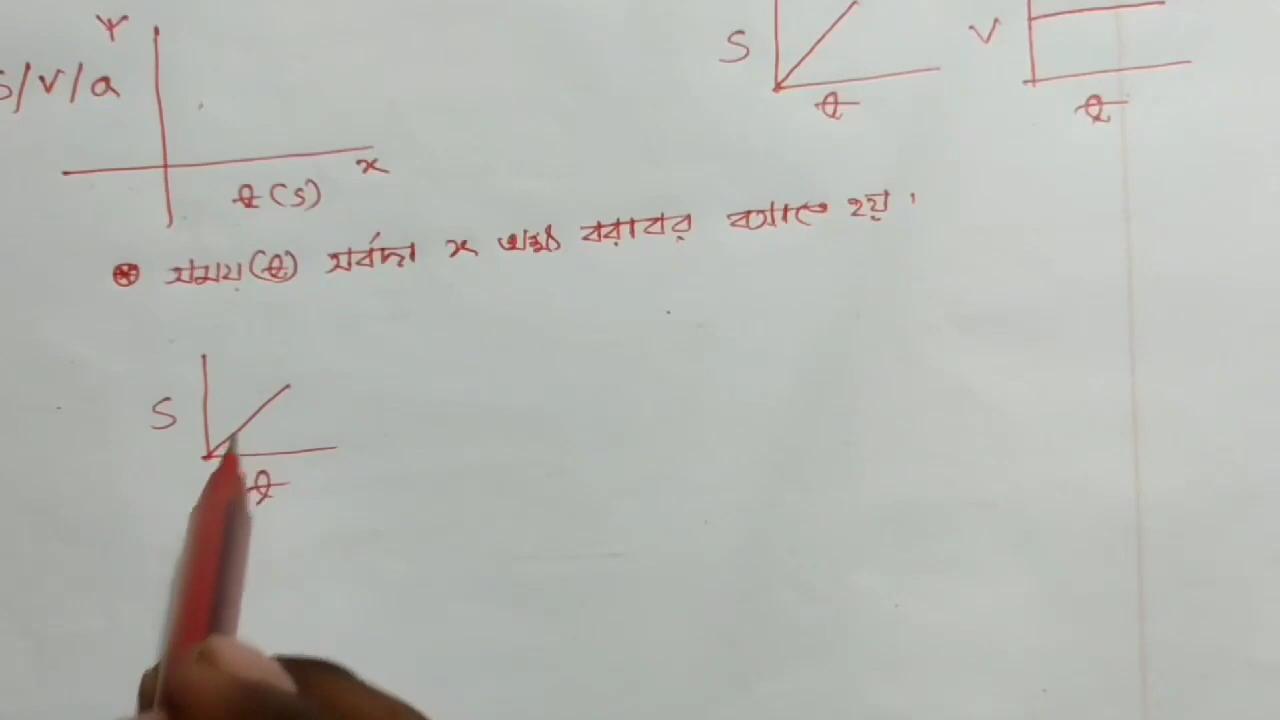 Y
S/V/a
x
t(s)
S
t
V
t
সময়(t) সর্বদা x অক্ষ বরাবর বসাতে হয়।
S
t